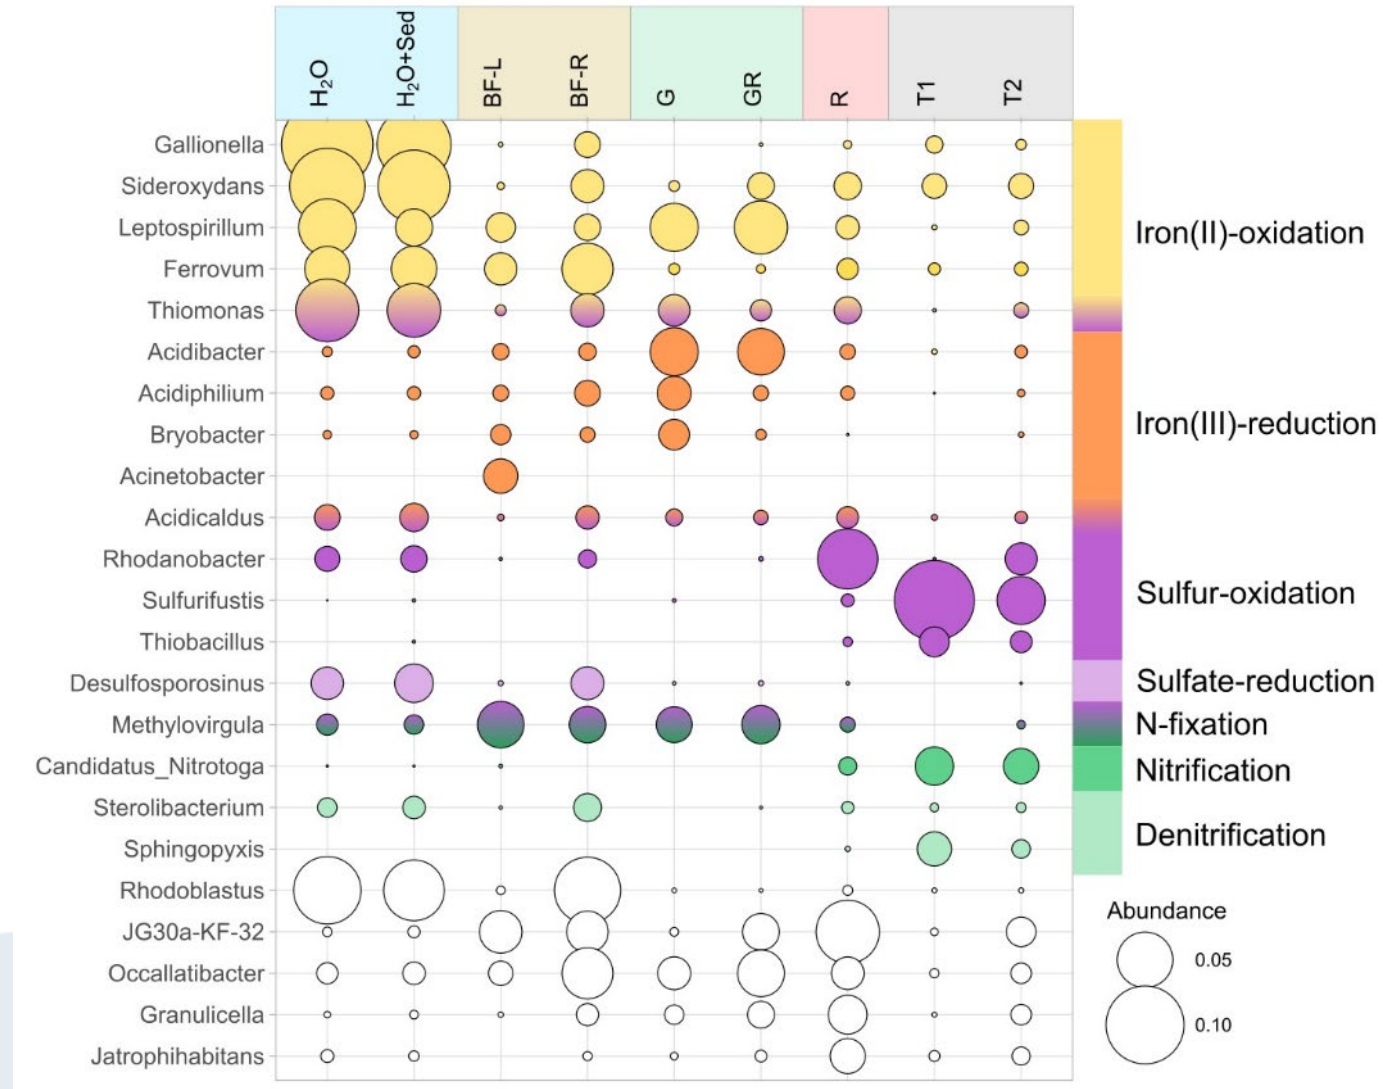 H₂O
H₂O+Sed
BF-L
BF-R
G
GR
R
T1
T2
Gallionella
Sideroxydans
Leptospirillum
Ferrovum
Thiomonas
Acidibacter
Acidiphilium
Bryobacter
Acinetobacter
Acidicaldus
Rhodanobacter
Sulfurifustis
Thiobacillus
Desulfosporosinus
Methylovirgula
Candidatus_Nitrotoga
Sterolibacterium
Sphingopyxis
Rhodoblastus
JG30a-KF-32
Occallatibacter
Granulicella
Jatrophihabitans
Iron(II)-oxidation
Iron(III)-reduction
Sulfur-oxidation
Sulfate-reduction
N-fixation
Nitrification
Denitrification
Abundance
0.05
0.10